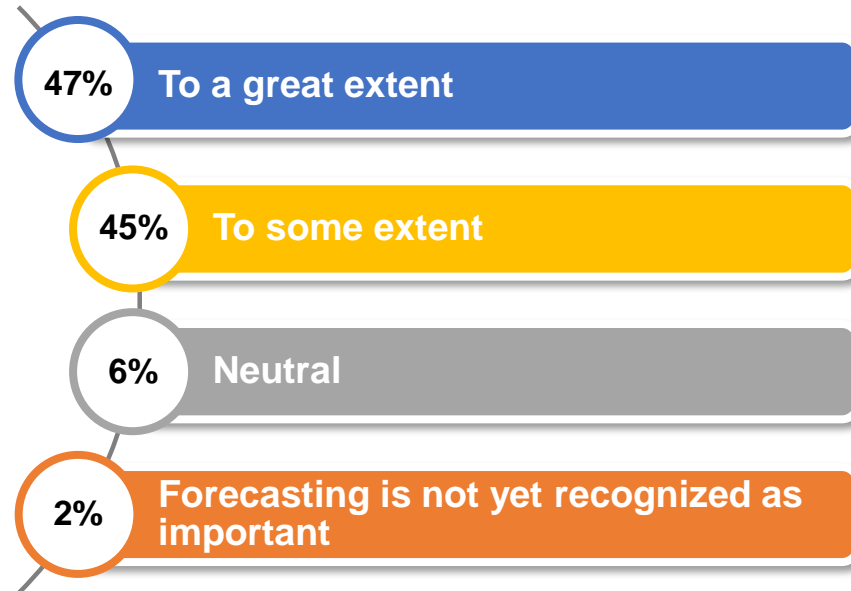 47%
To a great extent
45%
To some extent
6%
Neutral
2%
Forecasting is not yet recognized as
important